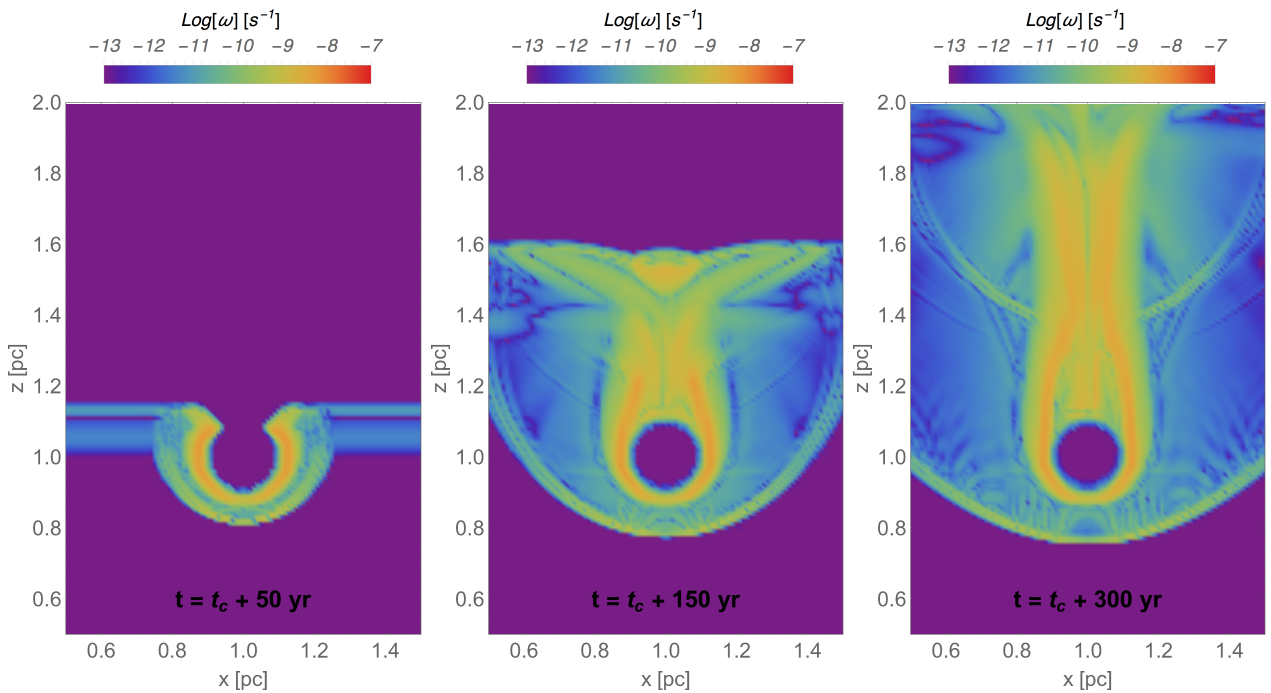 Log[ω] [s⁻¹]
−13 −12 −11 −10 −9 −8 −7
2.0
1.8
1.6
1.4
1.2
1.0
0.8
0.6
z [pc]
t = t_c + 50 yr
0.6 0.8 1.0 1.2 1.4
x [pc]
Log[ω] [s⁻¹]
−13 −12 −11 −10 −9 −8 −7
2.0
1.8
1.6
1.4
1.2
1.0
0.8
0.6
z [pc]
t = t_c + 150 yr
0.6 0.8 1.0 1.2 1.4
x [pc]
Log[ω] [s⁻¹]
−13 −12 −11 −10 −9 −8 −7
2.0
1.8
1.6
1.4
1.2
1.0
0.8
0.6
z [pc]
t = t_c + 300 yr
0.6 0.8 1.0 1.2 1.4
x [pc]